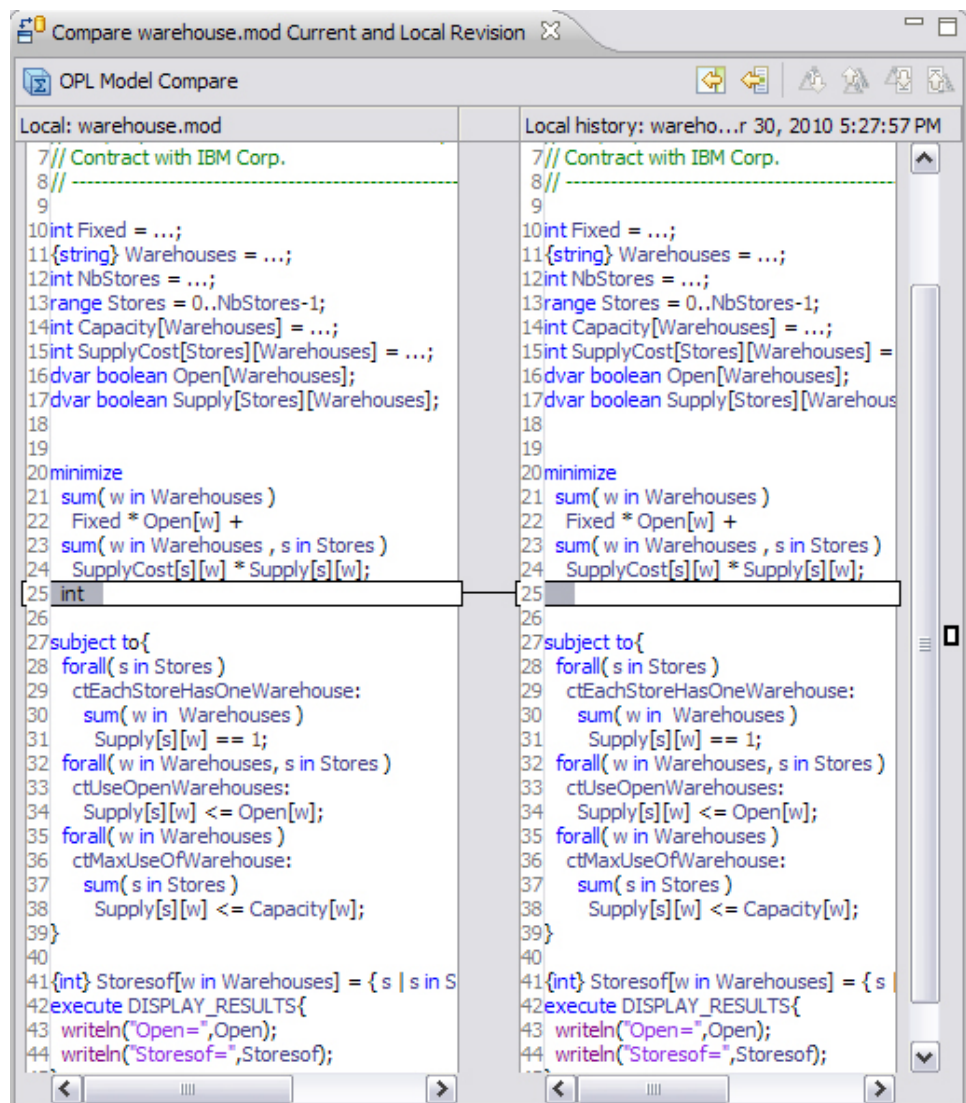 Compare warehouse.mod Current and Local Revision
OPL Model Compare
Local: warehouse.mod
7// Contract with IBM Corp.
8// --------------------------------------------------
9
10int Fixed = ...;
11{string} Warehouses = ...;
12int NbStores = ...;
13range Stores = 0..NbStores-1;
14int Capacity[Warehouses] = ...;
15int SupplyCost[Stores][Warehouses] = ...;
16dvar boolean Open[Warehouses];
17dvar boolean Supply[Stores][Warehouses];
18
19
20minimize
21  sum( w in Warehouses )
22    Fixed * Open[w] +
23  sum( w in Warehouses , s in Stores )
24    SupplyCost[s][w] * Supply[s][w];
25  int
26
27subject to{
28  forall( s in Stores )
29    ctEachStoreHasOneWarehouse:
30      sum( w in  Warehouses )
31        Supply[s][w] == 1;
32  forall( w in Warehouses, s in Stores )
33    ctUseOpenWarehouses:
34      Supply[s][w] <= Open[w];
35  forall( w in Warehouses )
36    ctMaxUseOfWarehouse:
37      sum( s in Stores )
38        Supply[s][w] <= Capacity[w];
39}
40
41{int} Storesof[w in Warehouses] = { s | s in S
42execute DISPLAY_RESULTS{
43  writeln("Open=",Open);
44  writeln("Storesof=",Storesof);
Local history: wareho...r 30, 2010 5:27:57 PM
7// Contract with IBM Corp.
8// ------------------------------------------
9
10int Fixed = ...;
11{string} Warehouses = ...;
12int NbStores = ...;
13range Stores = 0..NbStores-1;
14int Capacity[Warehouses] = ...;
15int SupplyCost[Stores][Warehouses] =
16dvar boolean Open[Warehouses];
17dvar boolean Supply[Stores][Warehous
18
19
20minimize
21  sum( w in Warehouses )
22    Fixed * Open[w] +
23  sum( w in Warehouses , s in Stores )
24    SupplyCost[s][w] * Supply[s][w];
25
26
27subject to{
28  forall( s in Stores )
29    ctEachStoreHasOneWarehouse:
30      sum( w in  Warehouses )
31        Supply[s][w] == 1;
32  forall( w in Warehouses, s in Stores )
33    ctUseOpenWarehouses:
34      Supply[s][w] <= Open[w];
35  forall( w in Warehouses )
36    ctMaxUseOfWarehouse:
37      sum( s in Stores )
38        Supply[s][w] <= Capacity[w];
39}
40
41{int} Storesof[w in Warehouses] = { s |
42execute DISPLAY_RESULTS{
43  writeln("Open=",Open);
44  writeln("Storesof=",Storesof);